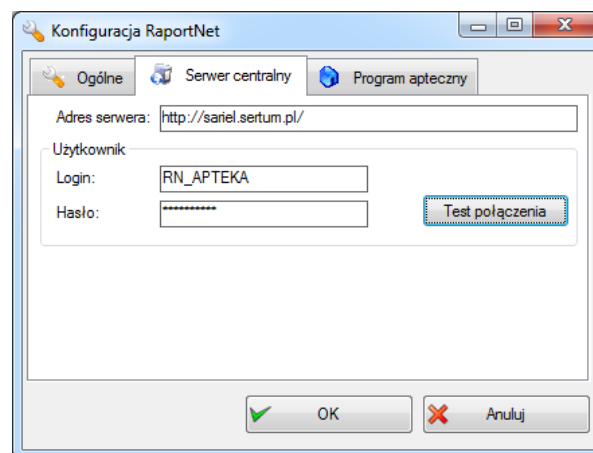 Konfiguracja RaportNet
Ogólne Serwer centralny Program apteczny
Adres serwera: http://sariel.sertum.pl/
Użytkownik
Login: RN_APTEKA
Hasło: **********
Test połączenia
OK Anuluj